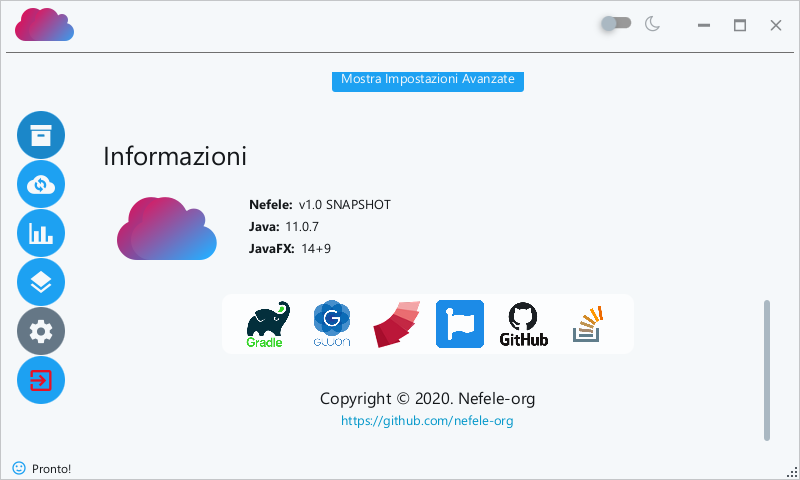 Mostra Impostazioni Avanzate
Informazioni
Nefele: v1.0 SNAPSHOT
Java: 11.0.7
JavaFX: 14+9
Gradle
GLUON
GitHub
Copyright © 2020. Nefele-org
https://github.com/nefele-org
Pronto!